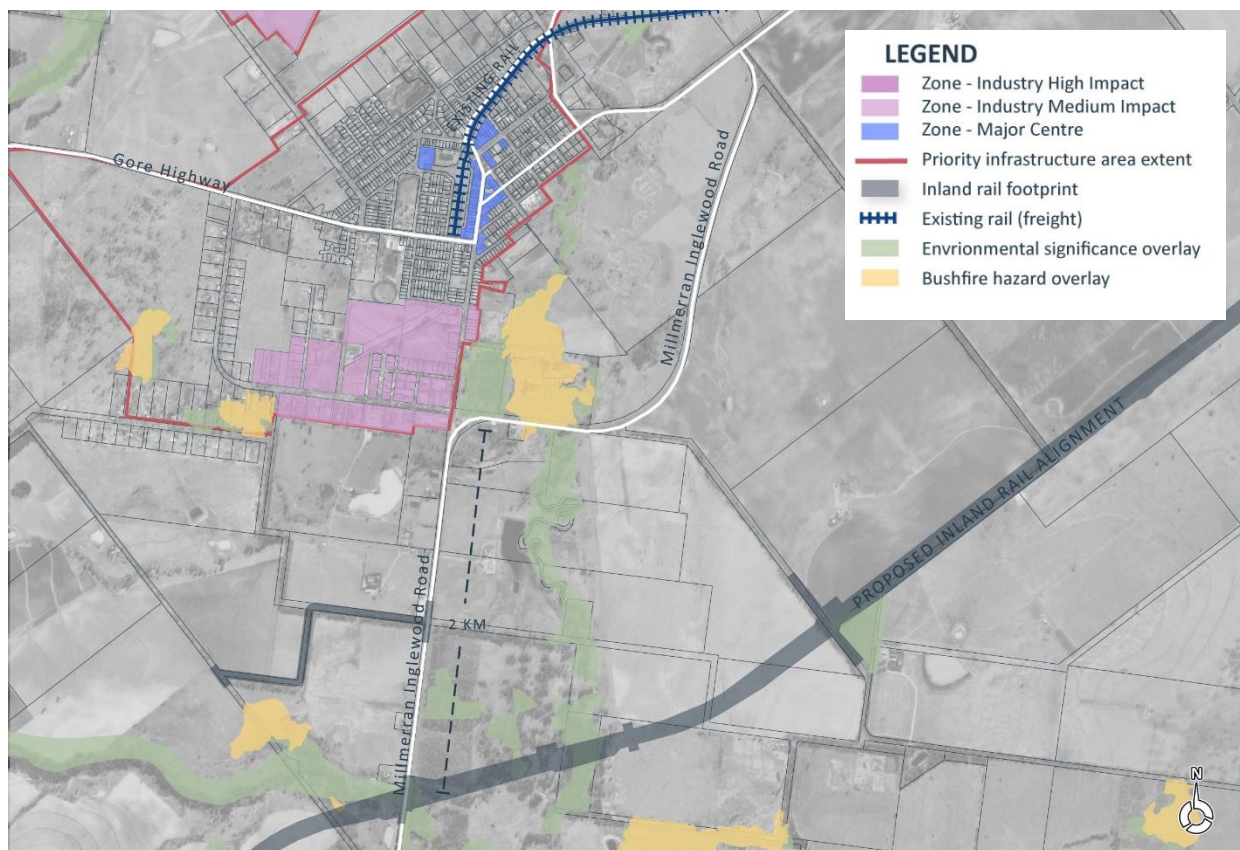 LEGEND
Zone - Industry High Impact
Zone - Industry Medium Impact
Zone - Major Centre
Priority infrastructure area extent
Inland rail footprint
Existing rail (freight)
Envrionmental significance overlay
Bushfire hazard overlay
EXISTING RAIL
Gore Highway
Millmerran Inglewood Road
PROPOSED INLAND RAIL ALIGNMENT
Millmerran Inglewood Road
2 KM
N